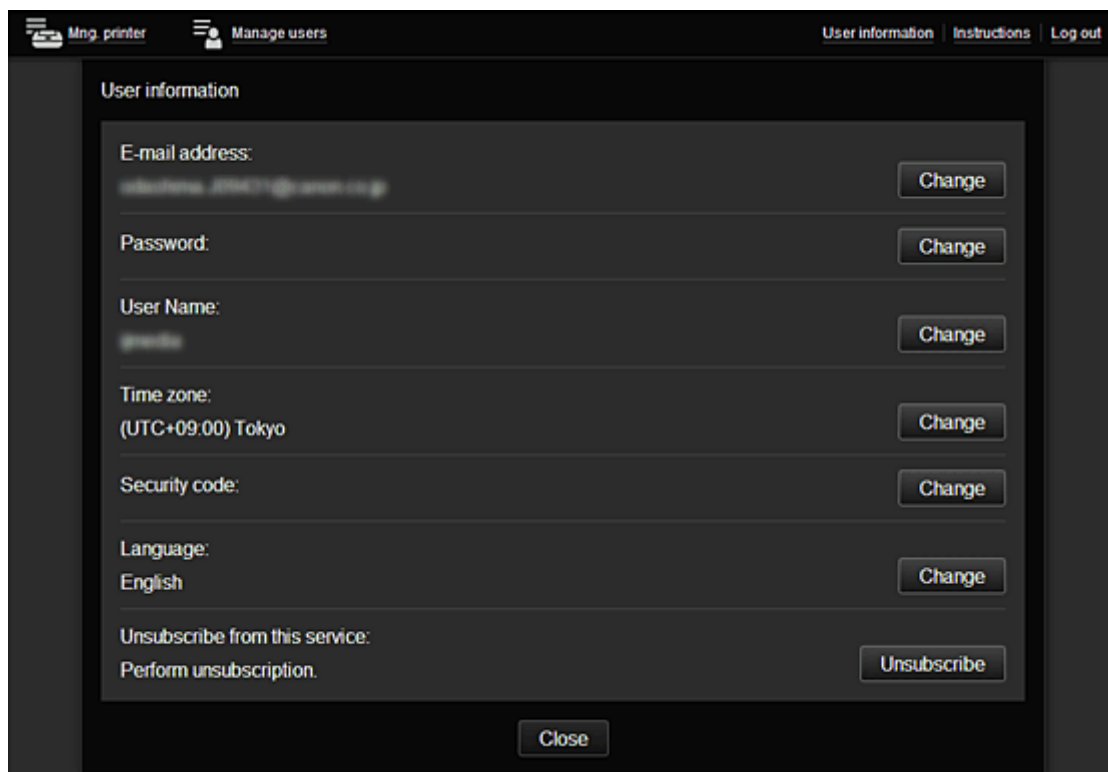 Mng. printer Manage users User information Instructions Log out
User information
E-mail address:
Change
Password:
Change
User Name:
Change
Time zone:
(UTC+09:00) Tokyo
Change
Security code:
Change
Language:
English
Change
Unsubscribe from this service:
Perform unsubscription.
Unsubscribe
Close